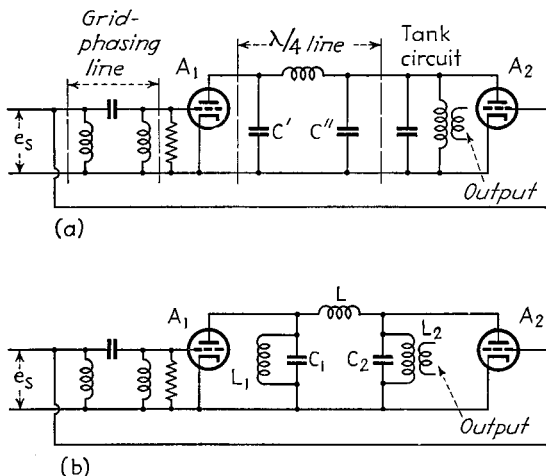 Grid-
phasing
line
A₁
λ/4 line
Tank
circuit
A₂
eₛ
C′
C″
Output
(a)
A₁
L
A₂
eₛ
L₁
C₁
C₂
L₂
Output
(b)